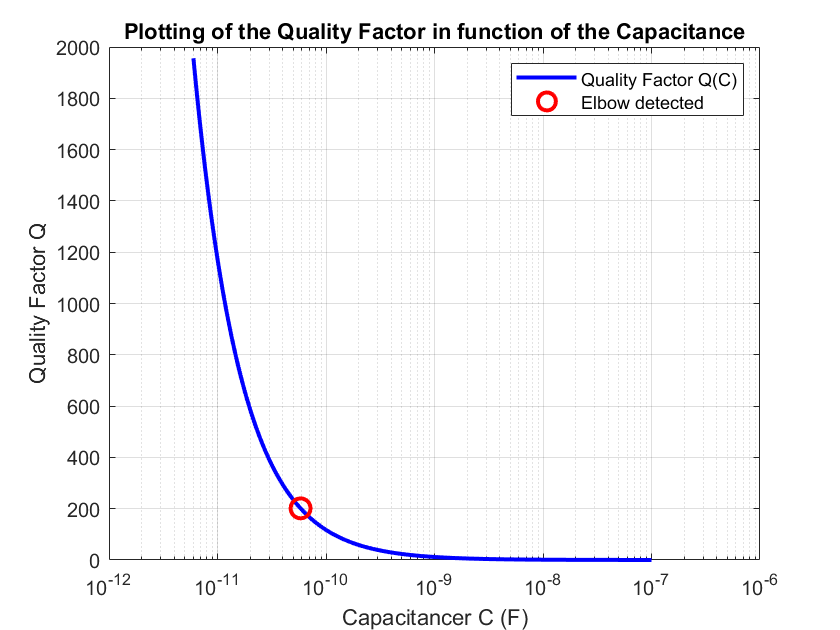 Plotting of the Quality Factor in function of the Capacitance
Quality Factor Q(C)
Elbow detected
Quality Factor Q
2000
1800
1600
1400
1200
1000
800
600
400
200
0
10^-12 10^-11 10^-10 10^-9 10^-8 10^-7 10^-6
Capacitancer C (F)